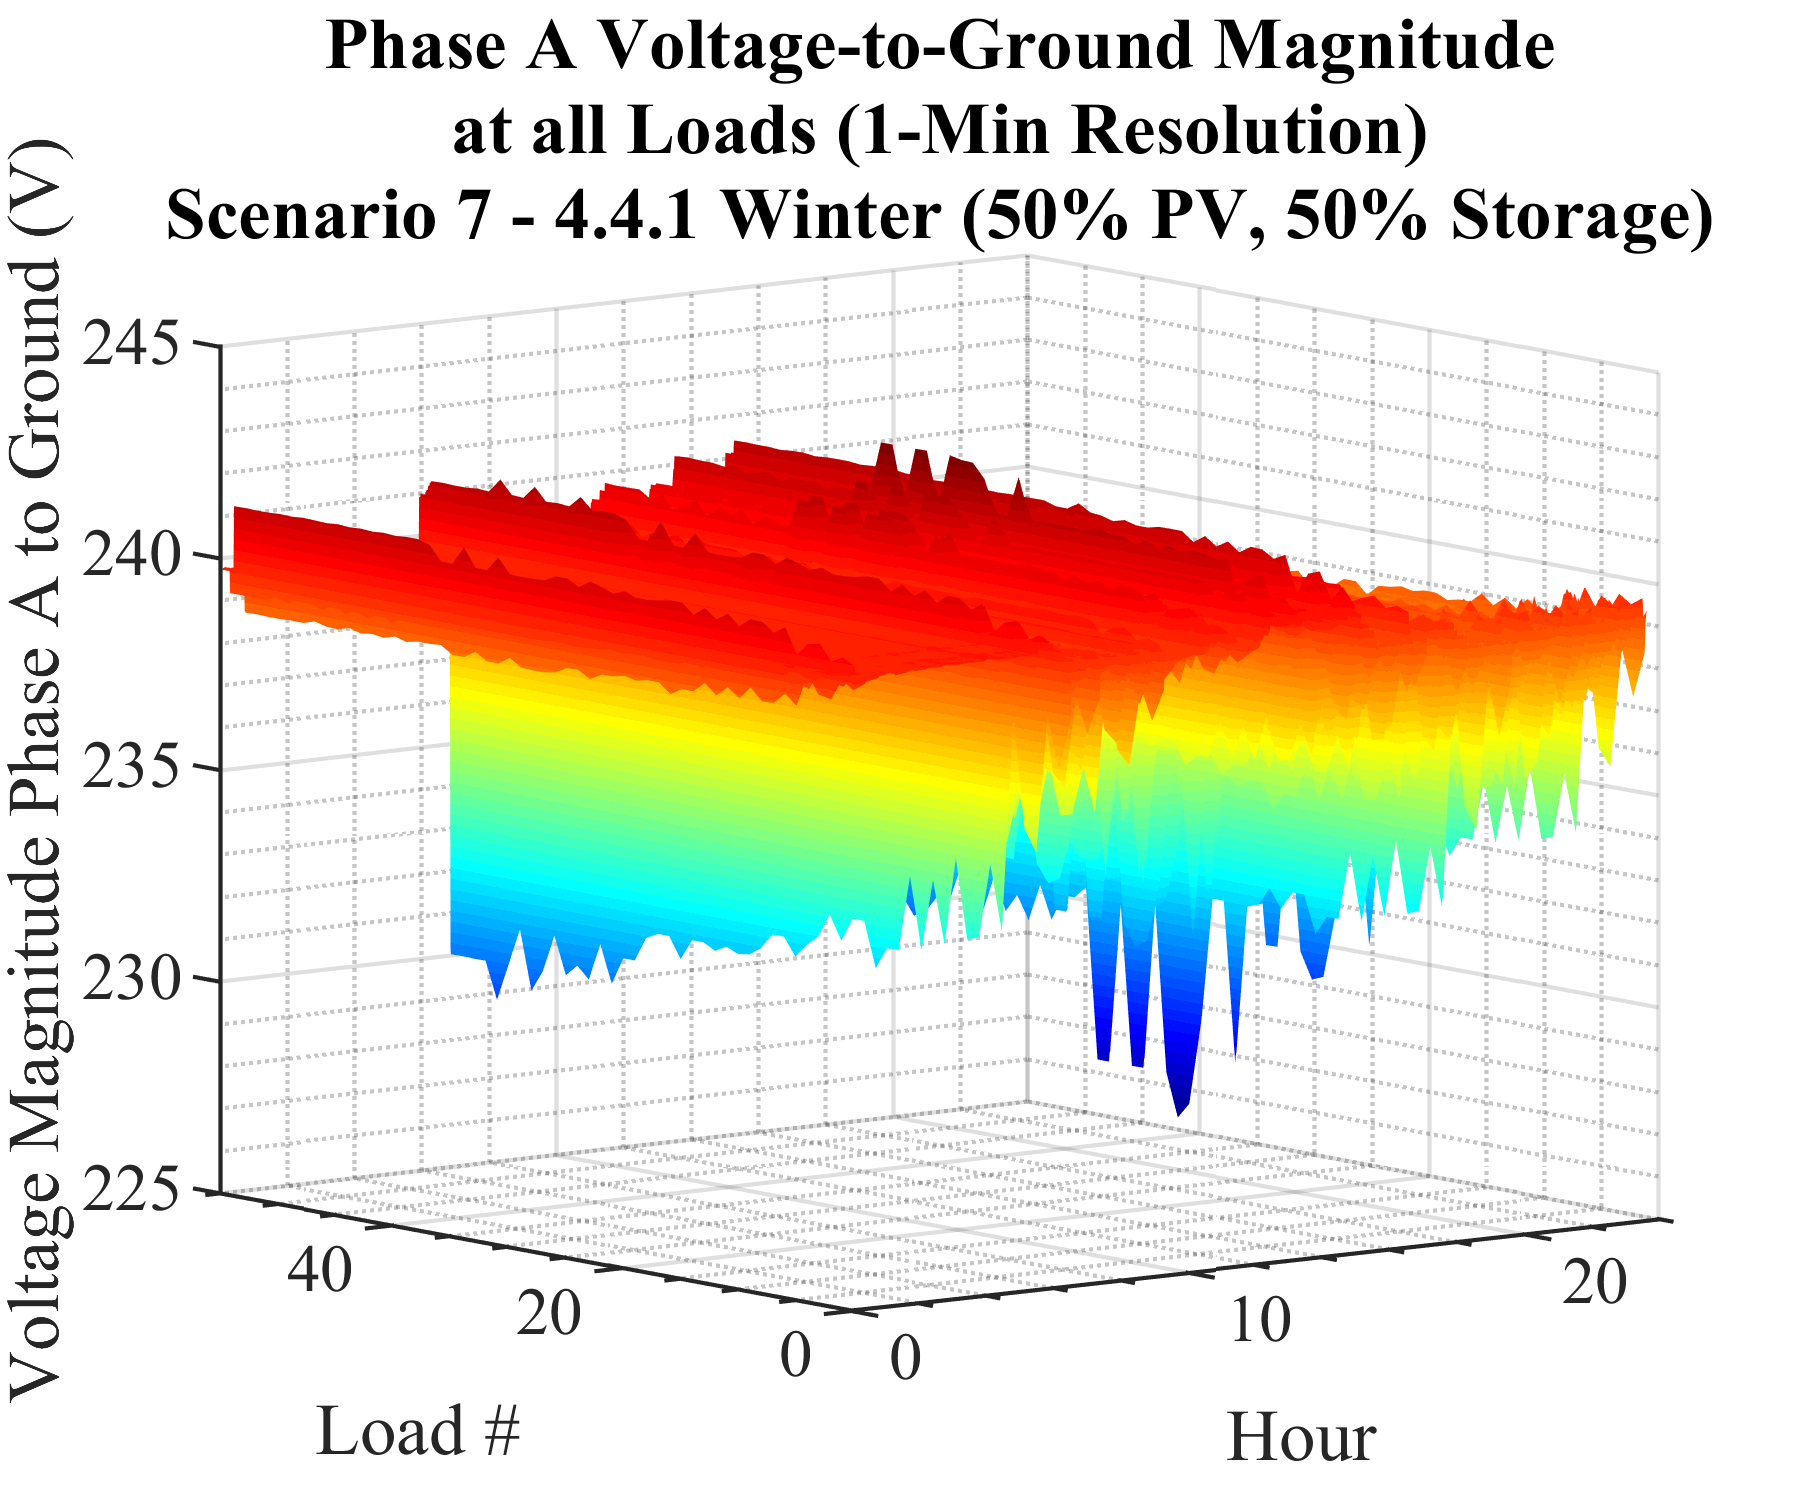 Phase A Voltage-to-Ground Magnitude
at all Loads (1-Min Resolution)
Scenario 7 - 4.4.1 Winter (50% PV, 50% Storage)
Voltage Magnitude Phase A to Ground (V)
245
240
235
230
225
40
20
0
0
10
20
Load #
Hour